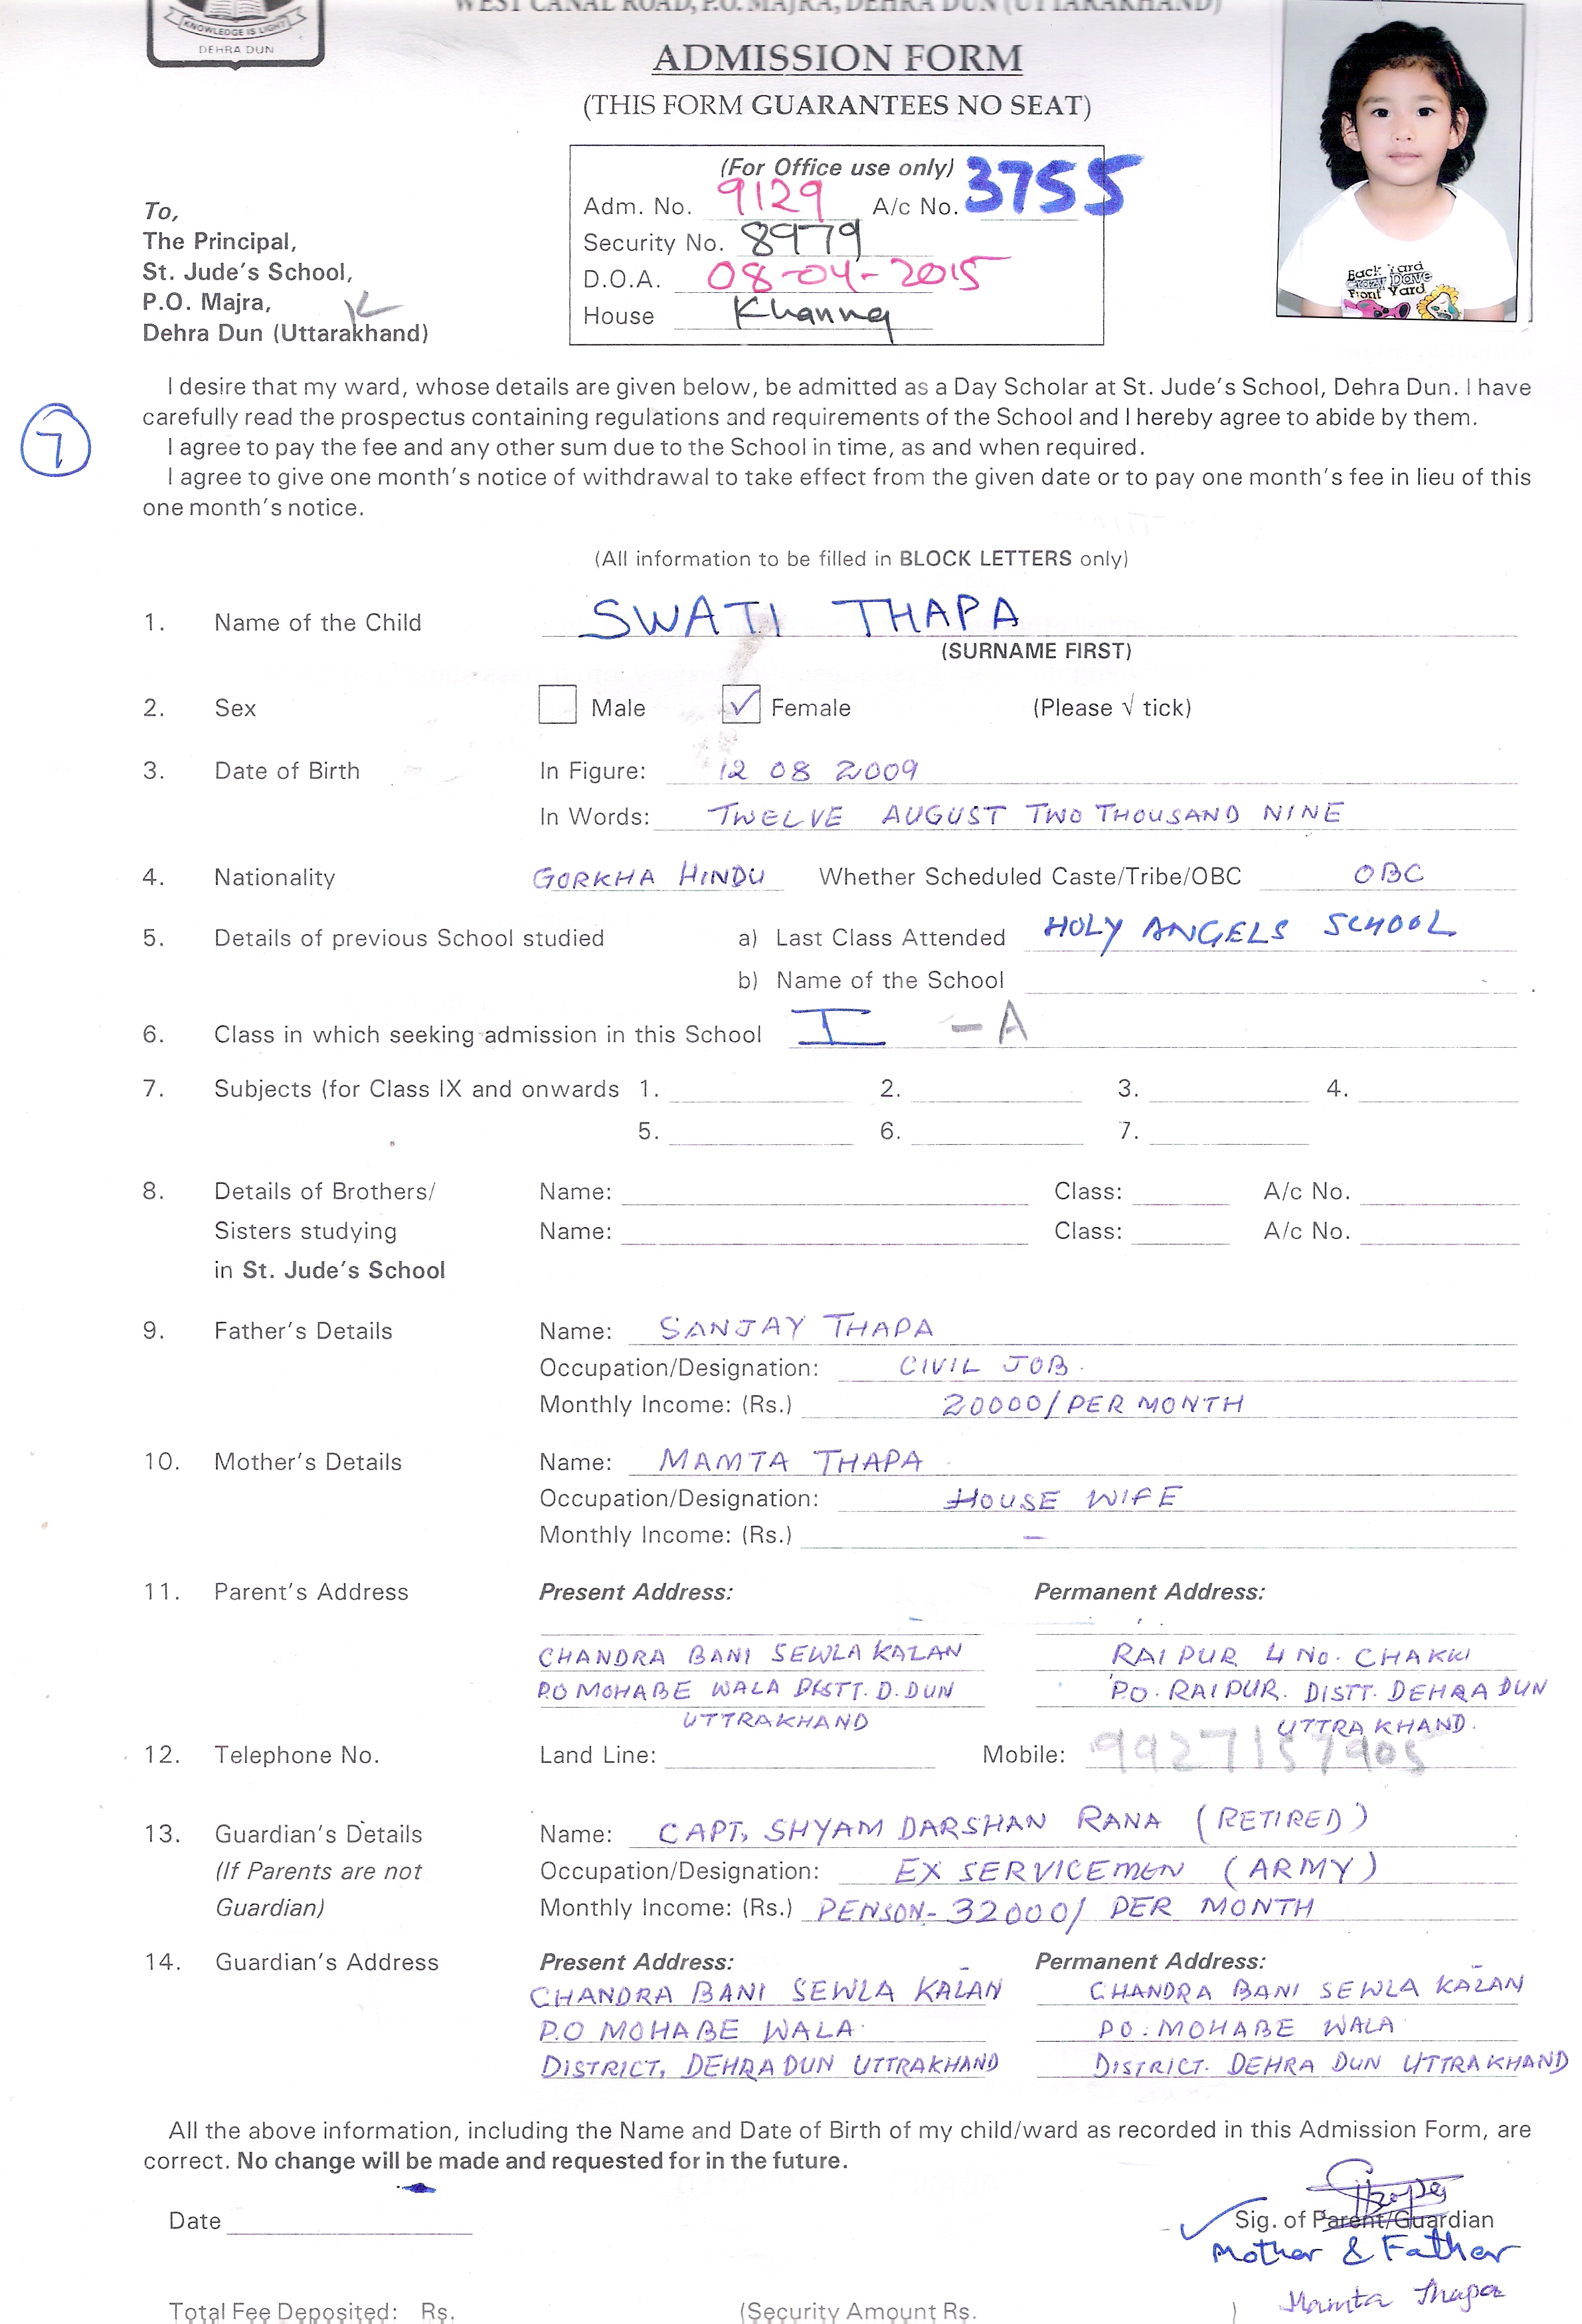 WEST CANAL ROAD, P.O. MAJRA, DEHRA DUN (UTTARAKHAND)
KNOWLEDGE IS LIGHT
DEHRA DUN
ADMISSION FORM
(THIS FORM GUARANTEES NO SEAT)
(For Office use only)
Adm. No. 9129 A/c No. 3755
Security No. 8979
D.O.A. 08-04-2015
House Khanna
Back Yard
Crazy Dave
Front Yard
To,
The Principal,
St. Jude's School,
P.O. Majra,
Dehra Dun (Uttarakhand)
I desire that my ward, whose details are given below, be admitted as a Day Scholar at St. Jude's School, Dehra Dun. I have
carefully read the prospectus containing regulations and requirements of the School and I hereby agree to abide by them.
7
I agree to pay the fee and any other sum due to the School in time, as and when required.
I agree to give one month's notice of withdrawal to take effect from the given date or to pay one month's fee in lieu of this
one month's notice.
(All information to be filled in BLOCK LETTERS only)
1. Name of the Child SWATI THAPA
(SURNAME FIRST)
2. Sex Male ✓ Female (Please √ tick)
3. Date of Birth In Figure: 12 08 2009
In Words: TWELVE AUGUST TWO THOUSAND NINE
4. Nationality GORKHA HINDU Whether Scheduled Caste/Tribe/OBC OBC
5. Details of previous School studied a) Last Class Attended HOLY ANGELS SCHOOL
b) Name of the School
6. Class in which seeking admission in this School I - A
7. Subjects (for Class IX and onwards 1. 2. 3. 4.
5. 6. 7.
8. Details of Brothers/ Name: Class: A/c No.
Sisters studying Name: Class: A/c No.
in St. Jude's School
9. Father's Details Name: SANJAY THAPA
Occupation/Designation: CIVIL JOB.
Monthly Income: (Rs.) 20000/PER MONTH
10. Mother's Details Name: MAMTA THAPA
Occupation/Designation: HOUSE WIFE
Monthly Income: (Rs.) -
11. Parent's Address Present Address: Permanent Address:
CHANDRA BANI SEWLA KALAN RAIPUR 4 NO. CHAKKI
P.O MOHABE WALA DISTT. D. DUN P.O. RAIPUR. DISTT. DEHRA DUN
UTTRAKHAND UTTRAKHAND.
12. Telephone No. Land Line: Mobile: 9927157905
13. Guardian's Details Name: CAPT. SHYAM DARSHAN RANA (RETIRED)
(If Parents are not Occupation/Designation: EX SERVICEMEN (ARMY)
Guardian) Monthly Income: (Rs.) PENSON- 32000/ PER MONTH
14. Guardian's Address Present Address: Permanent Address:
CHANDRA BANI SEWLA KALAN CHANDRA BANI SEWLA KALAN
P.O MOHABE WALA PO. MOHABE WALA
DISTRICT, DEHRA DUN UTTRAKHAND DISTRICT. DEHRA DUN UTTRAKHAND
All the above information, including the Name and Date of Birth of my child/ward as recorded in this Admission Form, are
correct. No change will be made and requested for in the future.
Thapa
Date Sig. of Parent/Guardian
Mother & Father
Mamta Thapa
Total Fee Deposited: Rs. (Security Amount Rs. )